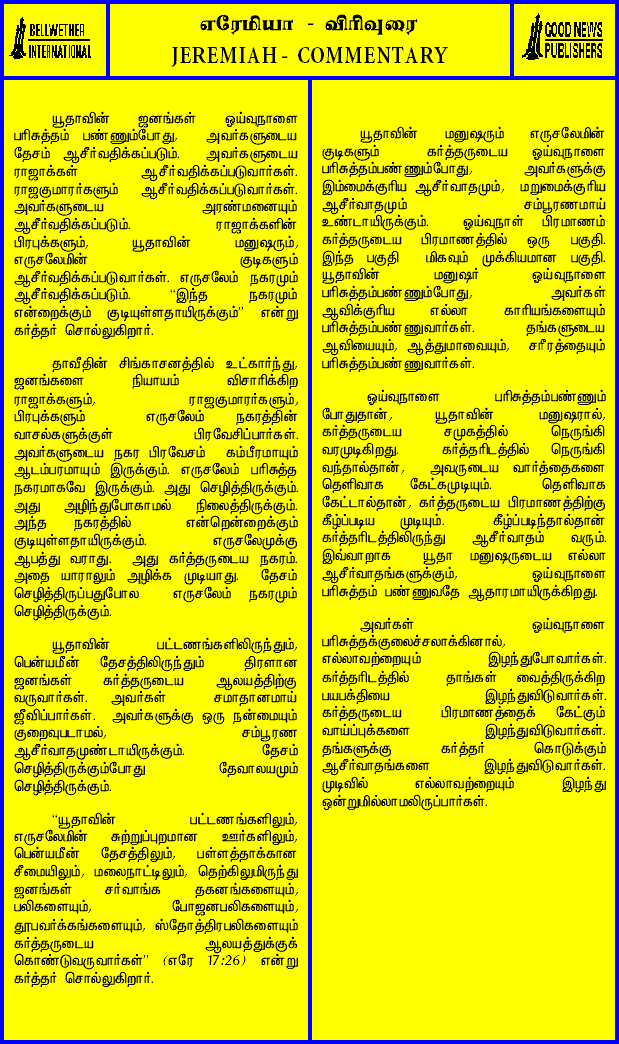 BELLWETHER
INTERNATIONAL
எரேமியா - விரிவுரை
JEREMIAH - COMMENTARY
GOOD NEWS
PUBLISHERS
யூதாவின் ஜனங்கள் ஓய்வுநாளை
பரிசுத்தம் பண்ணும்போது, அவர்களுடைய
தேசம் ஆசீர்வதிக்கப்படும். அவர்களுடைய
ராஜாக்கள் ஆசீர்வதிக்கப்படுவார்கள்.
ராஜகுமாரர்களும் ஆசீர்வதிக்கப்படுவார்கள்.
அவர்களுடைய அரண்மனையும்
ஆசீர்வதிக்கப்படும். ராஜாக்களின்
பிரபுக்களும், யூதாவின் மனுஷரும்,
எருசலேமின் குடிகளும்
ஆசீர்வதிக்கப்படுவார்கள். எருசலேம் நகரமும்
ஆசீர்வதிக்கப்படும். “இந்த நகரமும்
என்றைக்கும் குடியுள்ளதாயிருக்கும்” என்று
கர்த்தர் சொல்லுகிறார்.
தாவீதின் சிங்காசனத்தில் உட்கார்ந்து,
ஜனங்களை நியாயம் விசாரிக்கிற
ராஜாக்களும், ராஜகுமாரர்களும்,
பிரபுக்களும் எருசலேம் நகரத்தின்
வாசல்களுக்குள் பிரவேசிப்பார்கள்.
அவர்களுடைய நகர பிரவேசம் கம்பீரமாயும்
ஆடம்பரமாயும் இருக்கும். எருசலேம் பரிசுத்த
நகரமாகவே இருக்கும். அது செழித்திருக்கும்.
அது அழிந்துபோகாமல் நிலைத்திருக்கும்.
அந்த நகரத்தில் என்றென்றைக்கும்
குடியுள்ளதாயிருக்கும். எருசலேமுக்கு
ஆபத்து வராது. அது கர்த்தருடைய நகரம்.
அதை யாராலும் அழிக்க முடியாது. தேசம்
செழித்திருப்பதுபோல எருசலேம் நகரமும்
செழித்திருக்கும்.
யூதாவின் பட்டணங்களிலிருந்தும்,
பென்யமீன் தேசத்திலிருந்தும் திரளான
ஜனங்கள் கர்த்தருடைய ஆலயத்திற்கு
வருவார்கள். அவர்கள் சமாதானமாய்
ஜீவிப்பார்கள். அவர்களுக்கு ஒரு நன்மையும்
குறைவுபடாமல், சம்பூரண
ஆசீர்வாதமுண்டாயிருக்கும். தேசம்
செழித்திருக்கும்போது தேவாலயமும்
செழித்திருக்கும்.
“யூதாவின் பட்டணங்களிலும்,
எருசலேமின் சுற்றுப்புறமான ஊர்களிலும்,
பென்யமீன் தேசத்திலும், பள்ளத்தாக்கான
சீமையிலும், மலைநாட்டிலும், தெற்கிலுமிருந்து
ஜனங்கள் சர்வாங்க தகனங்களையும்,
பலிகளையும், போஜனபலிகளையும்,
தூபவர்க்கங்களையும், ஸ்தோத்திரபலிகளையும்
கர்த்தருடைய ஆலயத்துக்குக்
கொண்டுவருவார்கள்” (எரே 17:26) என்று
கர்த்தர் சொல்லுகிறார்.
யூதாவின் மனுஷரும் எருசலேமின்
குடிகளும் கர்த்தருடைய ஓய்வுநாளை
பரிசுத்தம்பண்ணும்போது, அவர்களுக்கு
இம்மைக்குரிய ஆசீர்வாதமும், மறுமைக்குரிய
ஆசீர்வாதமும் சம்பூரணமாய்
உண்டாயிருக்கும். ஓய்வுநாள் பிரமாணம்
கர்த்தருடைய பிரமாணத்தில் ஒரு பகுதி.
இந்த பகுதி மிகவும் முக்கியமான பகுதி.
யூதாவின் மனுஷர் ஓய்வுநாளை
பரிசுத்தம்பண்ணும்போது, அவர்கள்
ஆவிக்குரிய எல்லா காரியங்களையும்
பரிசுத்தம்பண்ணுவார்கள். தங்களுடைய
ஆவியையும், ஆத்துமாவையும், சரீரத்தையும்
பரிசுத்தம்பண்ணுவார்கள்.
ஓய்வுநாளை பரிசுத்தம்பண்ணும்
போதுதான், யூதாவின் மனுஷரால்,
கர்த்தருடைய சமுகத்தில் நெருங்கி
வரமுடிகிறது. கர்த்தரிடத்தில் நெருங்கி
வந்தால்தான், அவருடைய வார்த்தைகளை
தெளிவாக கேட்கமுடியும். தெளிவாக
கேட்டால்தான், கர்த்தருடைய பிரமாணத்திற்கு
கீழ்ப்படிய முடியும். கீழ்ப்படிந்தால்தான்
கர்த்தரிடத்திலிருந்து ஆசீர்வாதம் வரும்.
இவ்வாறாக யூதா மனுஷருடைய எல்லா
ஆசீர்வாதங்களுக்கும், ஓய்வுநாளை
பரிசுத்தம் பண்ணுவதே ஆதாரமாயிருக்கிறது.
அவர்கள் ஓய்வுநாளை
பரிசுத்தக்குலைச்சலாக்கினால்,
எல்லாவற்றையும் இழந்துபோவார்கள்.
கர்த்தரிடத்தில் தாங்கள் வைத்திருக்கிற
பயபக்தியை இழந்துவிடுவார்கள்.
கர்த்தருடைய பிரமாணத்தைக் கேட்கும்
வாய்ப்புக்களை இழந்துவிடுவார்கள்.
தங்களுக்கு கர்த்தர் கொடுக்கும்
ஆசீர்வாதங்களை இழந்துவிடுவார்கள்.
முடிவில் எல்லாவற்றையும் இழந்து
ஒன்றுமில்லாமலிருப்பார்கள்.